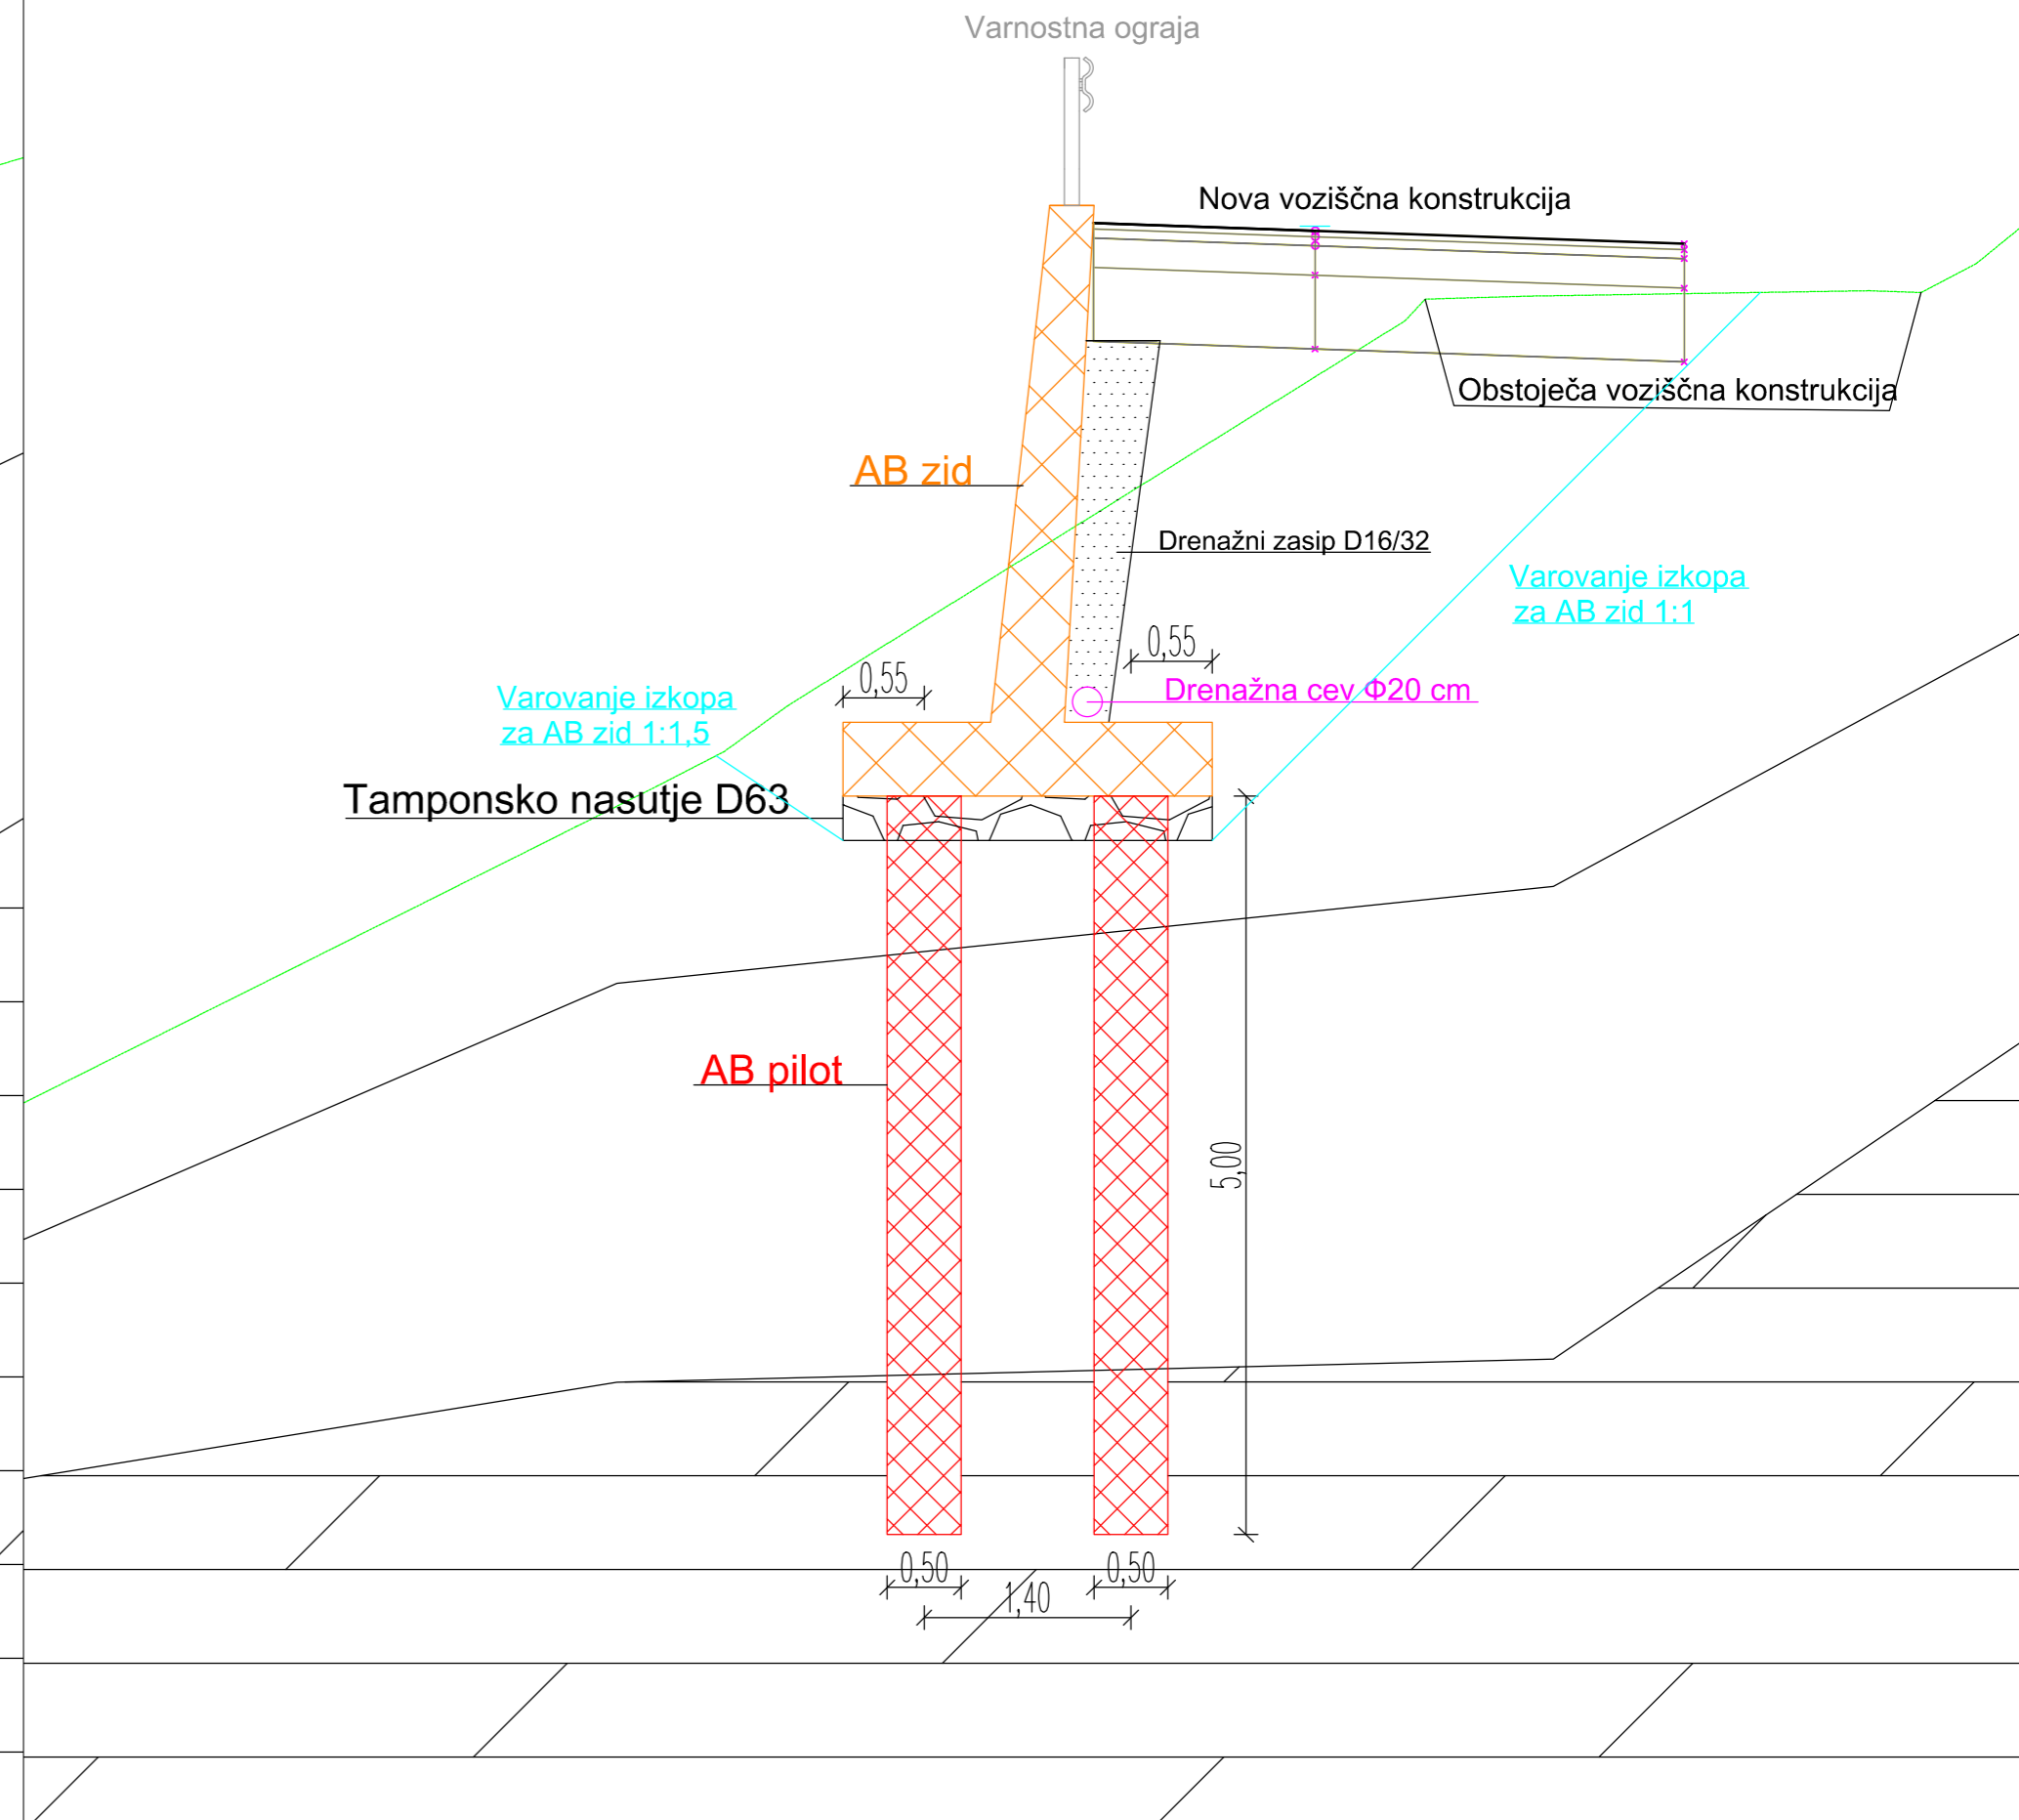 Varnostna ograja
Nova voziščna konstrukcija
Obstoječa voziščna konstrukcija
AB zid
Drenažni zasip D16/32
Varovanje izkopa
za AB zid 1:1
0,55
0,55
Drenažna cev Φ20 cm
Varovanje izkopa
za AB zid 1:1,5
Tamponsko nasutje D63
AB pilot
5,00
0,50
0,50
1,40